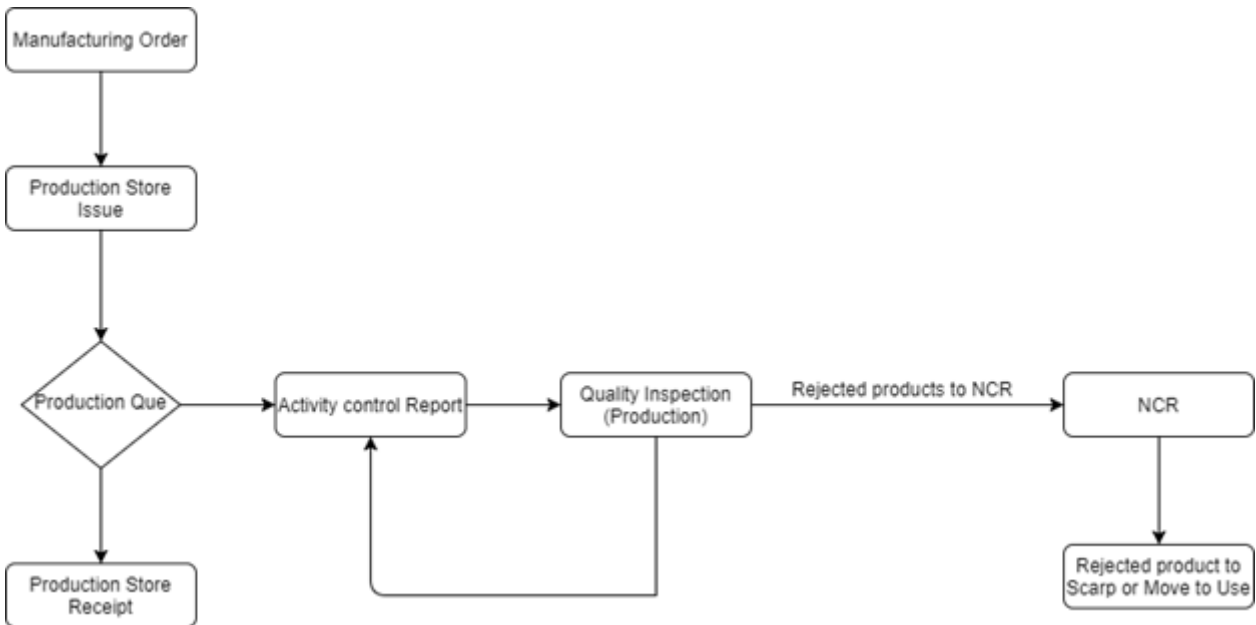 Manufacturing Order
Production Store
Issue
Production Que
Activity control Report
Quality Inspection
(Production)
Rejected products to NCR
NCR
Production Store
Receipt
Rejected product to
Scarp or Move to Use